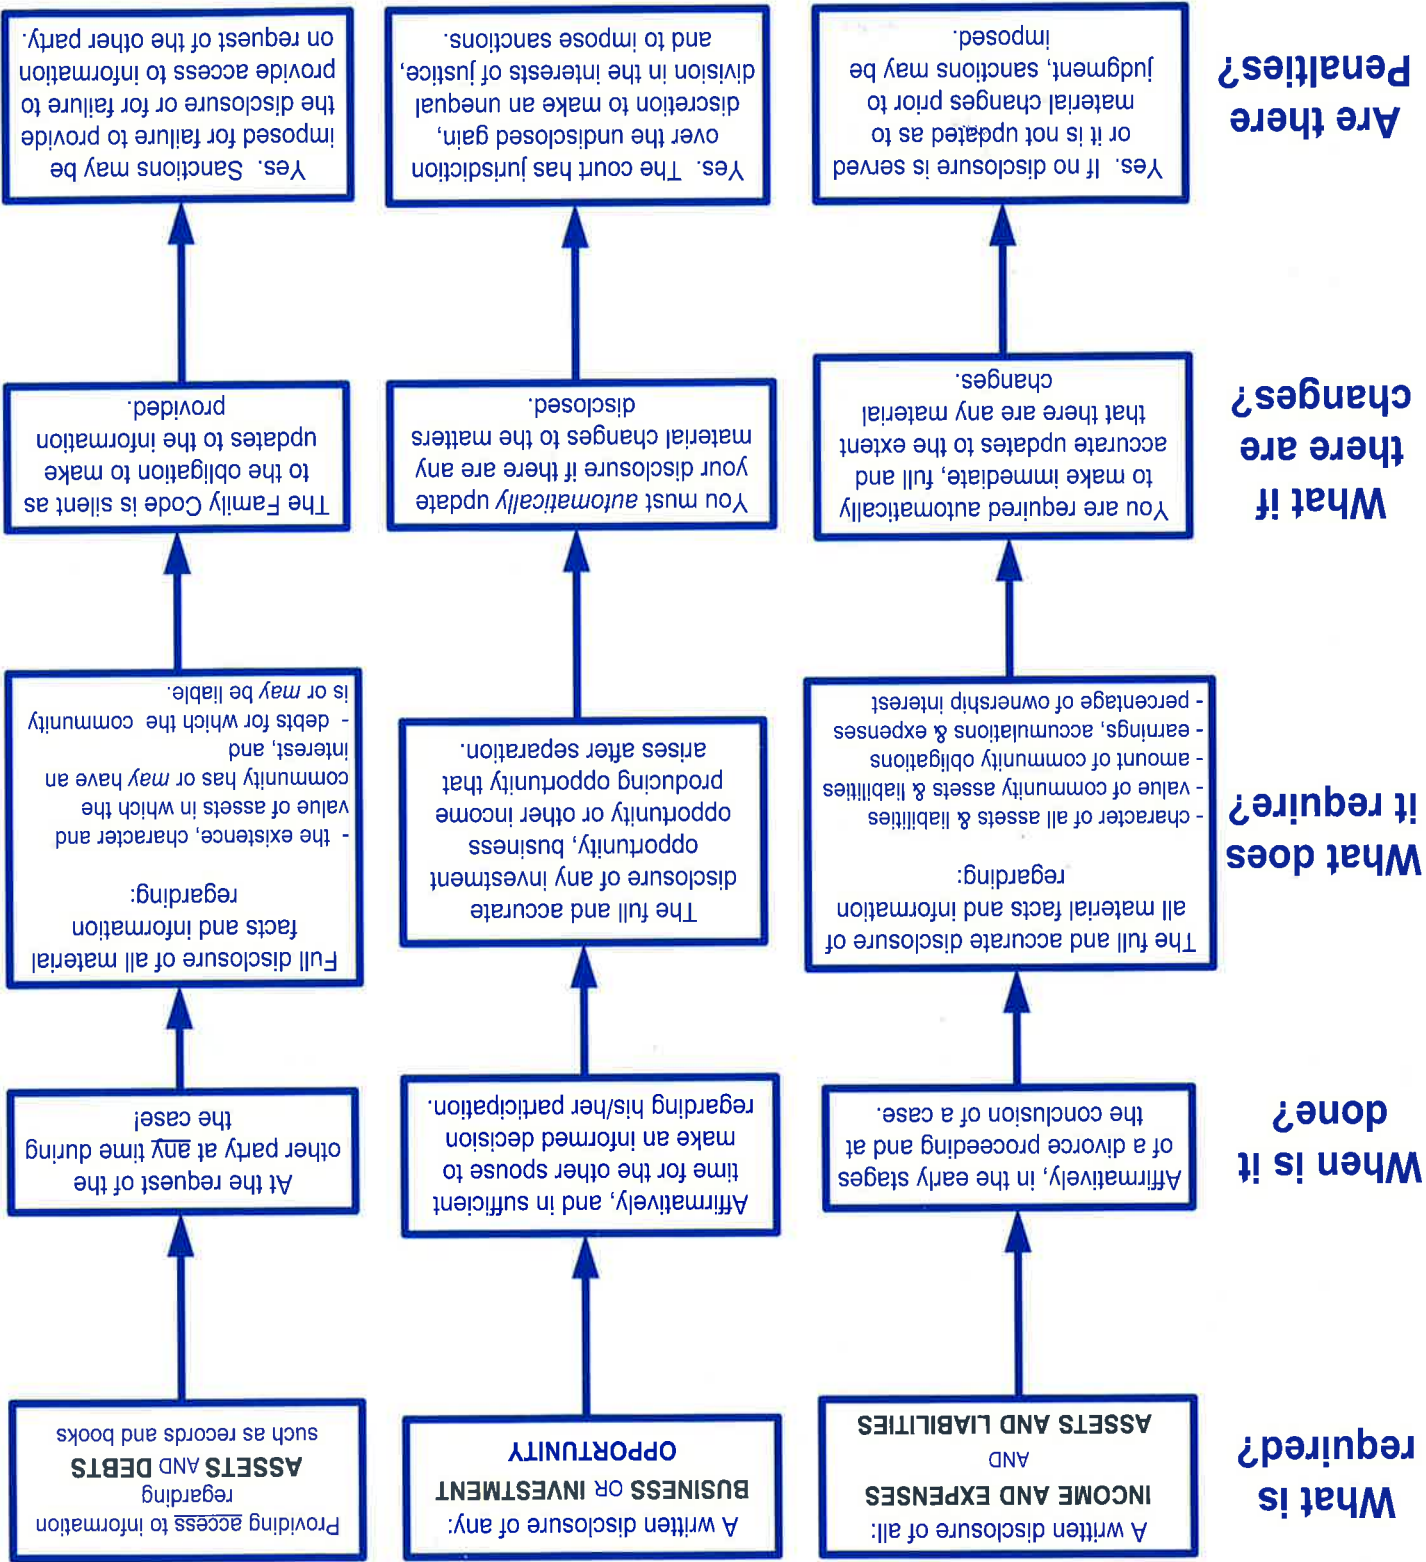 What is
required?
A written disclosure of all:
INCOME AND EXPENSES
AND
ASSETS AND LIABILITIES
A written disclosure of any:
BUSINESS OR INVESTMENT
OPPORTUNITY
Providing access to information
regarding
ASSETS AND DEBTS
such as records and books
When is it
done?
Affirmatively, in the early stages
of a divorce proceeding and at
the conclusion of a case.
Affirmatively, and in sufficient
time for the other spouse to
make an informed decision
regarding his/her participation.
At the request of the
other party at any time during
the case!
What does
it require?
The full and accurate disclosure of
all material facts and information
regarding:
- character of all assets & liabilities
- value of community assets & liabilities
- amount of community obligations
- earnings, accumulations & expenses
- percentage of ownership interest
The full and accurate
disclosure of any investment
opportunity, business
opportunity or other income
producing opportunity that
arises after separation.
Full disclosure of all material
facts and information
regarding:
- the existence, character and
value of assets in which the
community has or may have an
interest, and
- debts for which the community
is or may be liable.
What if
there are
changes?
You are required automatically
to make immediate, full and
accurate updates to the extent
that there are any material
changes.
You must automatically update
your disclosure if there are any
material changes to the matters
disclosed.
The Family Code is silent as
to the obligation to make
updates to the information
provided.
Are there
Penalties?
Yes. If no disclosure is served
or it is not updated as to
material changes prior to
judgment, sanctions may be
imposed.
Yes. The court has jurisdiction
over the undisclosed gain,
discretion to make an unequal
division in the interests of justice,
and to impose sanctions.
Yes. Sanctions may be
imposed for failure to provide
the disclosure or for failure to
provide access to information
on request of the other party.